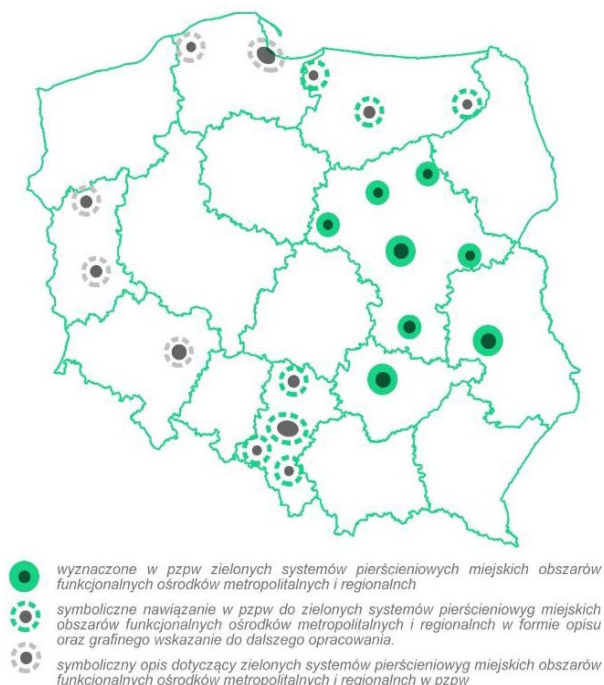 wyznaczone w pzpw zielonych systemów pierścieniowych miejskich obszarów
funkcjonalnych ośrodków metropolitalnych i regionalnch
symboliczne nawiązanie w pzpw do zielonych systemów pierścieniowyg miejskich
obszarów funkcjonalnych ośrodków metropolitalnych i regionalnch w formie opisu
oraz grafinego wskazanie do dalszego opracowania.
symboliczny opis dotyczący zielonych systemów pierścieniowyg miejskich obszarów
funkcjonalnych ośrodków metropolitalnych i regionalnch w pzpw